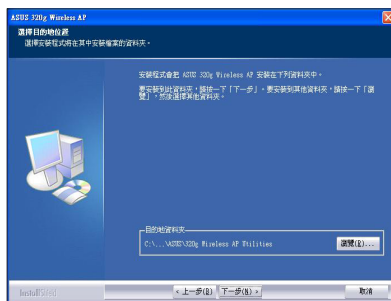 ASUS 320g Wireless AP
選擇目的地位置
選擇安裝程式將在其中安裝檔案的資料夾。
安裝程式會把 ASUS 320g Wireless AP 安裝在下列資料夾中。
要安裝到此資料夾，請按一下「下一步」。要安裝到其他資料夾，請按一下「瀏覽」，然後選擇其他資料夾。
目的地資料夾
C:\...\ASUS\320g Wireless AP Utilities
瀏覽(R)...
InstallShield
< 上一步(B)
下一步(N) >
取消